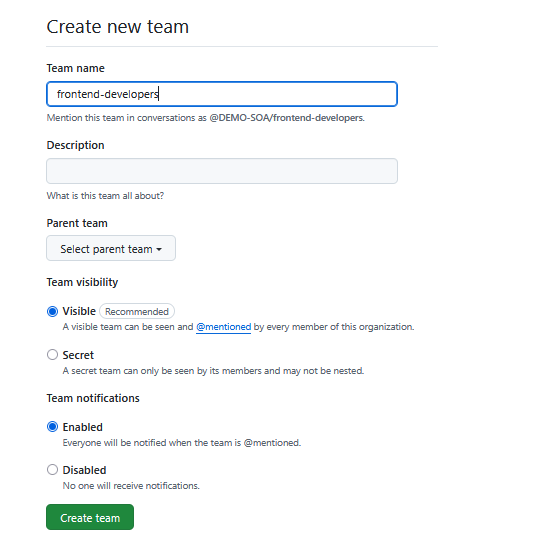 Create new team
Team name
frontend-developers
Mention this team in conversations as @DEMO-SOA/frontend-developers.
Description
What is this team all about?
Parent team
Select parent team
Team visibility
Visible Recommended
A visible team can be seen and @mentioned by every member of this organization.
Secret
A secret team can only be seen by its members and may not be nested.
Team notifications
Enabled
Everyone will be notified when the team is @mentioned.
Disabled
No one will receive notifications.
Create team